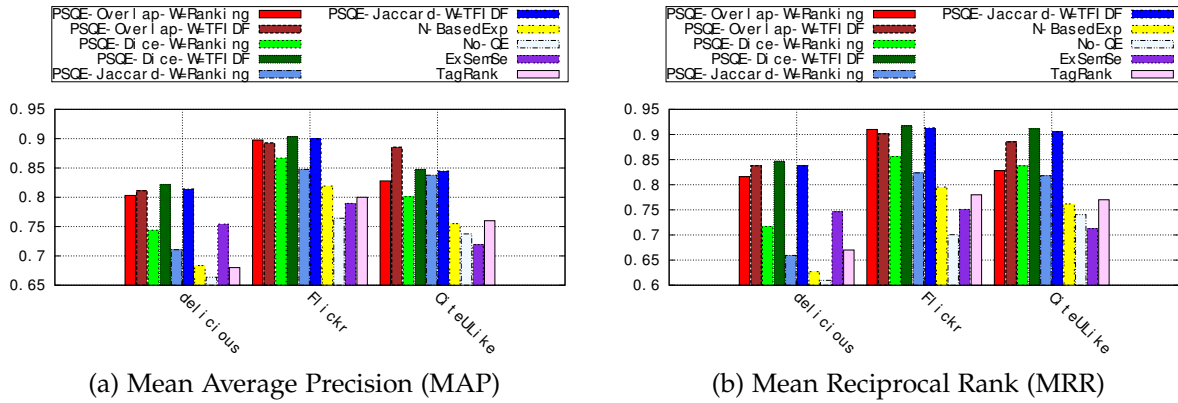 PSQE-Overlap-W=Ranking
PSQE-Overlap-W=TFIDF
PSQE-Dice-W=Ranking
PSQE-Dice-W=TFIDF
PSQE-Jaccard-W=Ranking
PSQE-Jaccard-W=TFIDF
N-BasedExp
No-QE
ExSemSe
TagRank
0.95
0.9
0.85
0.8
0.75
0.7
0.65
delicious
Flickr
CiteULike
(a) Mean Average Precision (MAP)
PSQE-Overlap-W=Ranking
PSQE-Overlap-W=TFIDF
PSQE-Dice-W=Ranking
PSQE-Dice-W=TFIDF
PSQE-Jaccard-W=Ranking
PSQE-Jaccard-W=TFIDF
N-BasedExp
No-QE
ExSemSe
TagRank
0.95
0.9
0.85
0.8
0.75
0.7
0.65
0.6
delicious
Flickr
CiteULike
(b) Mean Reciprocal Rank (MRR)